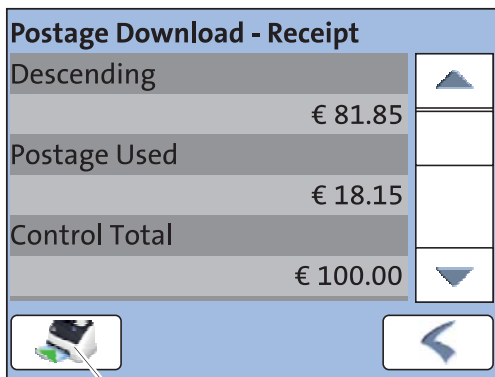 Postage Download - Receipt
Descending
€ 81.85
Postage Used
€ 18.15
Control Total
€ 100.00